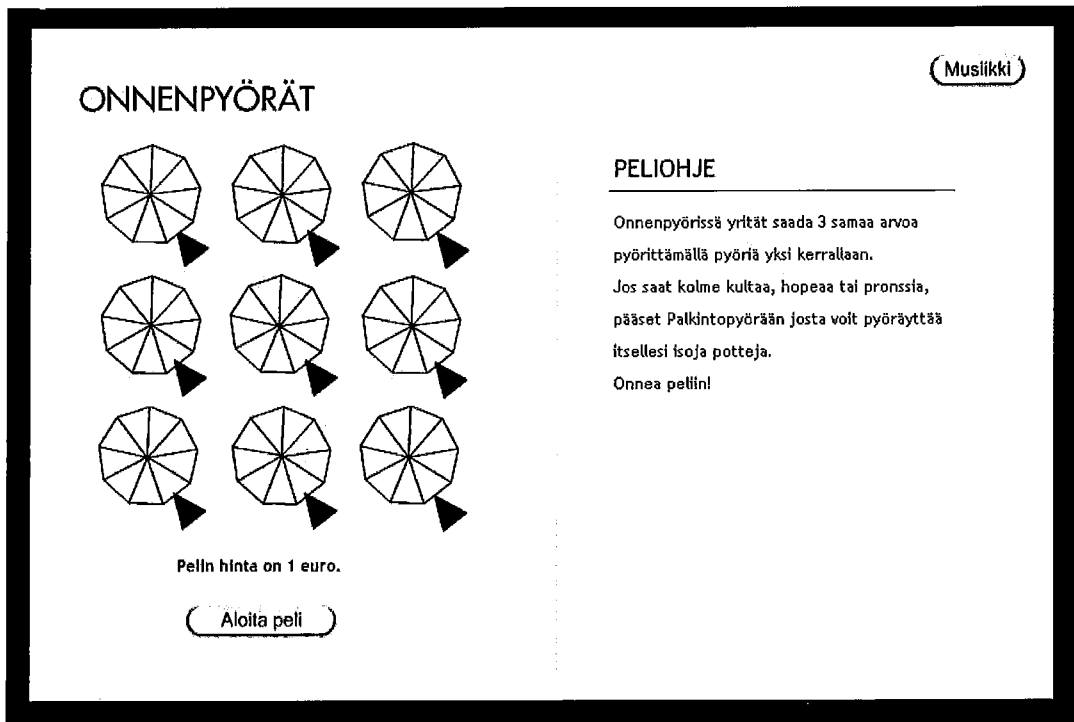 Musiikki
ONNENPYÖRÄT
Pelin hinta on 1 euro.
Aloita peli
PELIOHJE
Onnenpyörissä yrität saada 3 samaa arvoa
pyörittämällä pyöriä yksi kerrallaan.
Jos saat kolme kultaa, hopeaa tai pronssia,
pääset Palkintopyörään josta voit pyöräyttää
itsellesi isoja potteja.
Onnea peliin!